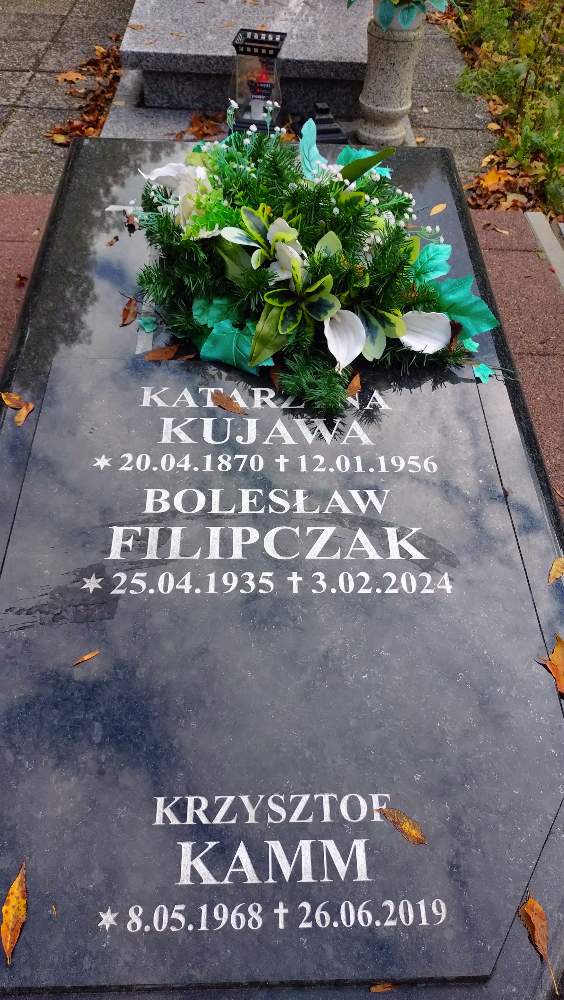 KATARZYNA
KUJAWA
✶ 20.04.1870 ✝ 12.01.1956
BOLESŁAW
FILIPCZAK
✶ 25.04.1935 ✝ 3.02.2024
KRZYSZTOF
KAMM
✶ 8.05.1968 ✝ 26.06.2019